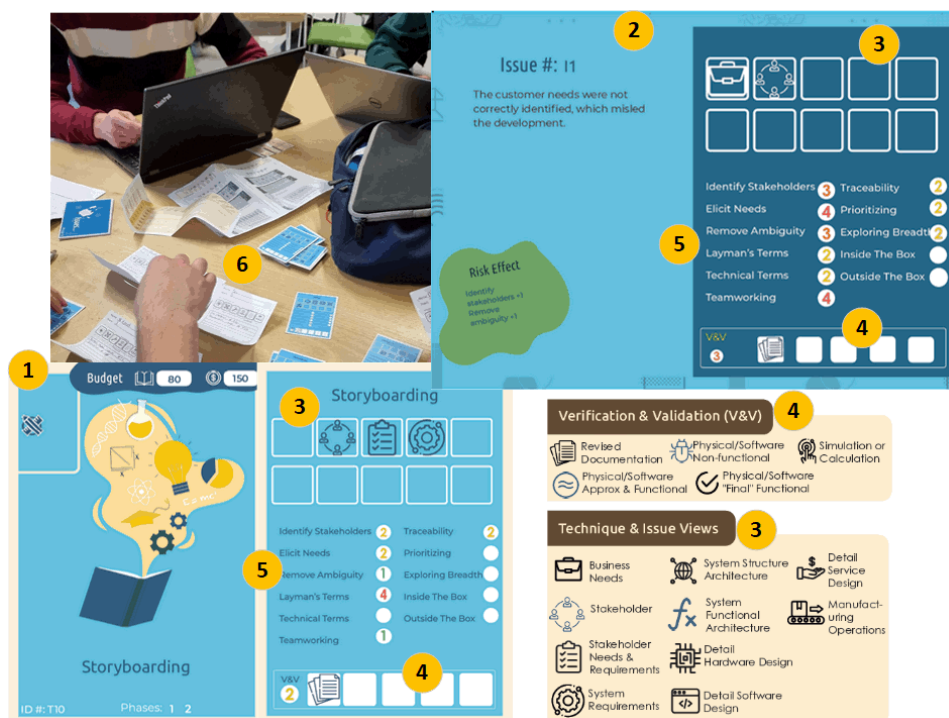 ThinkPad
DELL
2
3
Issue #: I1
The customer needs were not
correctly identified, which misled
the development.
Identify Stakeholders 3 Traceability 2
Elicit Needs 4 Prioritizing 2
Remove Ambiguity 3 Exploring Breadth 2
5
Layman's Terms 2 Inside The Box
Technical Terms 2 Outside The Box
Teamworking 4
Risk Effect
Identify
stakeholders +1
Remove
ambiguity +1
4
V&V
3
6
1
Budget 80 150
Come!
Storyboarding
ID #: T10 Phases: 1 2
3
Storyboarding
Identify Stakeholders 2 Traceability 2
Elicit Needs 2 Prioritizing
5
Remove Ambiguity 1 Exploring Breadth
Layman's Terms 4 Inside The Box
Technical Terms Outside The Box
Teamworking 1
4
V&V
2
Verification & Validation (V&V) 4
Revised
Documentation
Physical/Software
Non-functional
Simulation or
Calculation
Physical/Software
Approx & Functional
Physical/Software
"Final" Functional
Technique & Issue Views 3
Business
Needs
System Structure
Architecture
Detail
Service
Design
Stakeholder
System
Functional
Architecture
Manufact-
uring
Operations
Stakeholder
Needs &
Requirements
Detail
Hardware Design
System
Requirements
Detail Software
Design